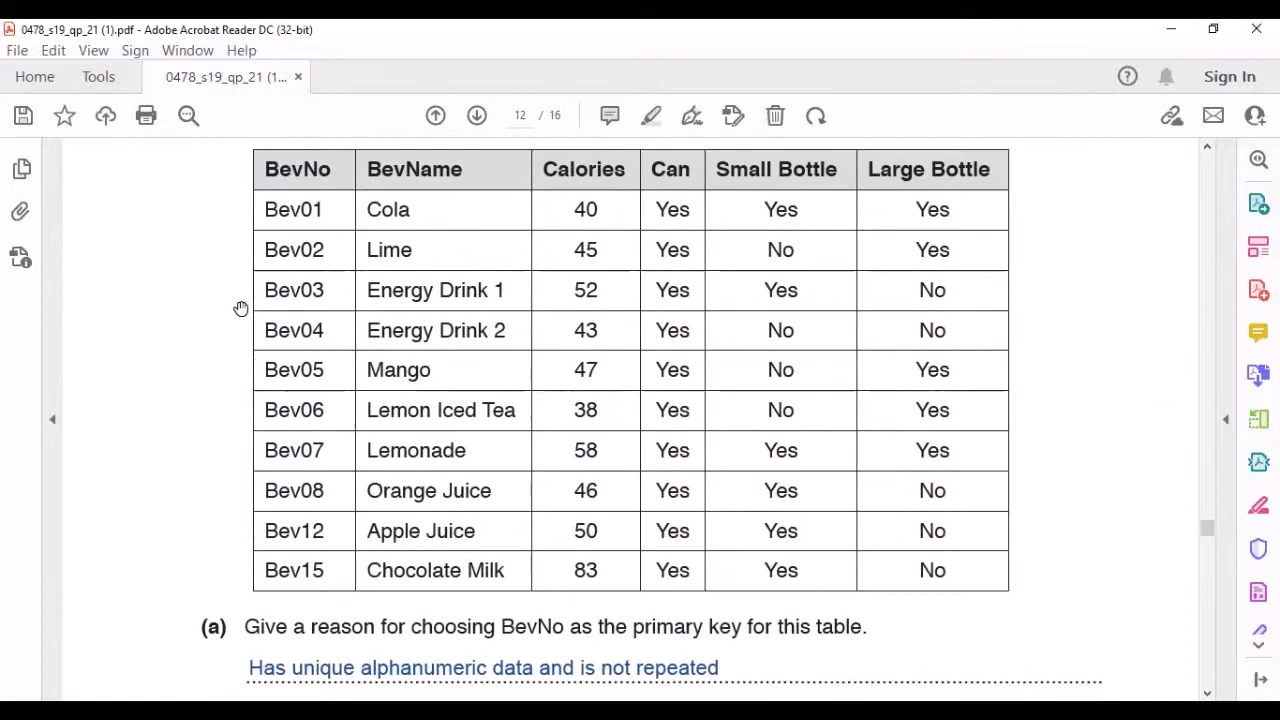 0478_s19_qp_21 (1).pdf - Adobe Acrobat Reader DC (32-bit)
File Edit View Sign Window Help
Home Tools 0478_s19_qp_21 (1... × Sign In
12 / 16
BevNo BevName Calories Can Small Bottle Large Bottle
Bev01 Cola 40 Yes Yes Yes
Bev02 Lime 45 Yes No Yes
Bev03 Energy Drink 1 52 Yes Yes No
Bev04 Energy Drink 2 43 Yes No No
Bev05 Mango 47 Yes No Yes
Bev06 Lemon Iced Tea 38 Yes No Yes
Bev07 Lemonade 58 Yes Yes Yes
Bev08 Orange Juice 46 Yes Yes No
Bev12 Apple Juice 50 Yes Yes No
Bev15 Chocolate Milk 83 Yes Yes No
(a) Give a reason for choosing BevNo as the primary key for this table.
Has unique alphanumeric data and is not repeated